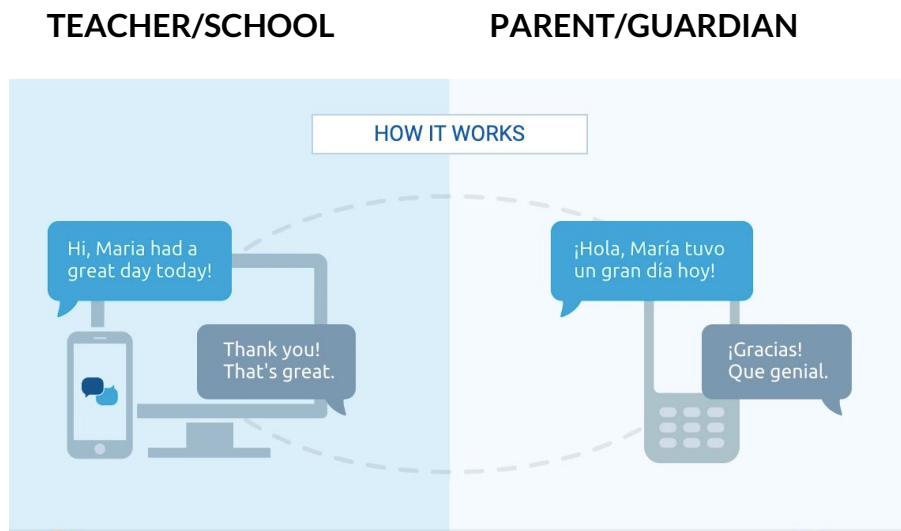 TEACHER/SCHOOL
PARENT/GUARDIAN
HOW IT WORKS
Hi, Maria had a
great day today!
Thank you!
That's great.
¡Hola, María tuvo
un gran día hoy!
¡Gracias!
Que genial.